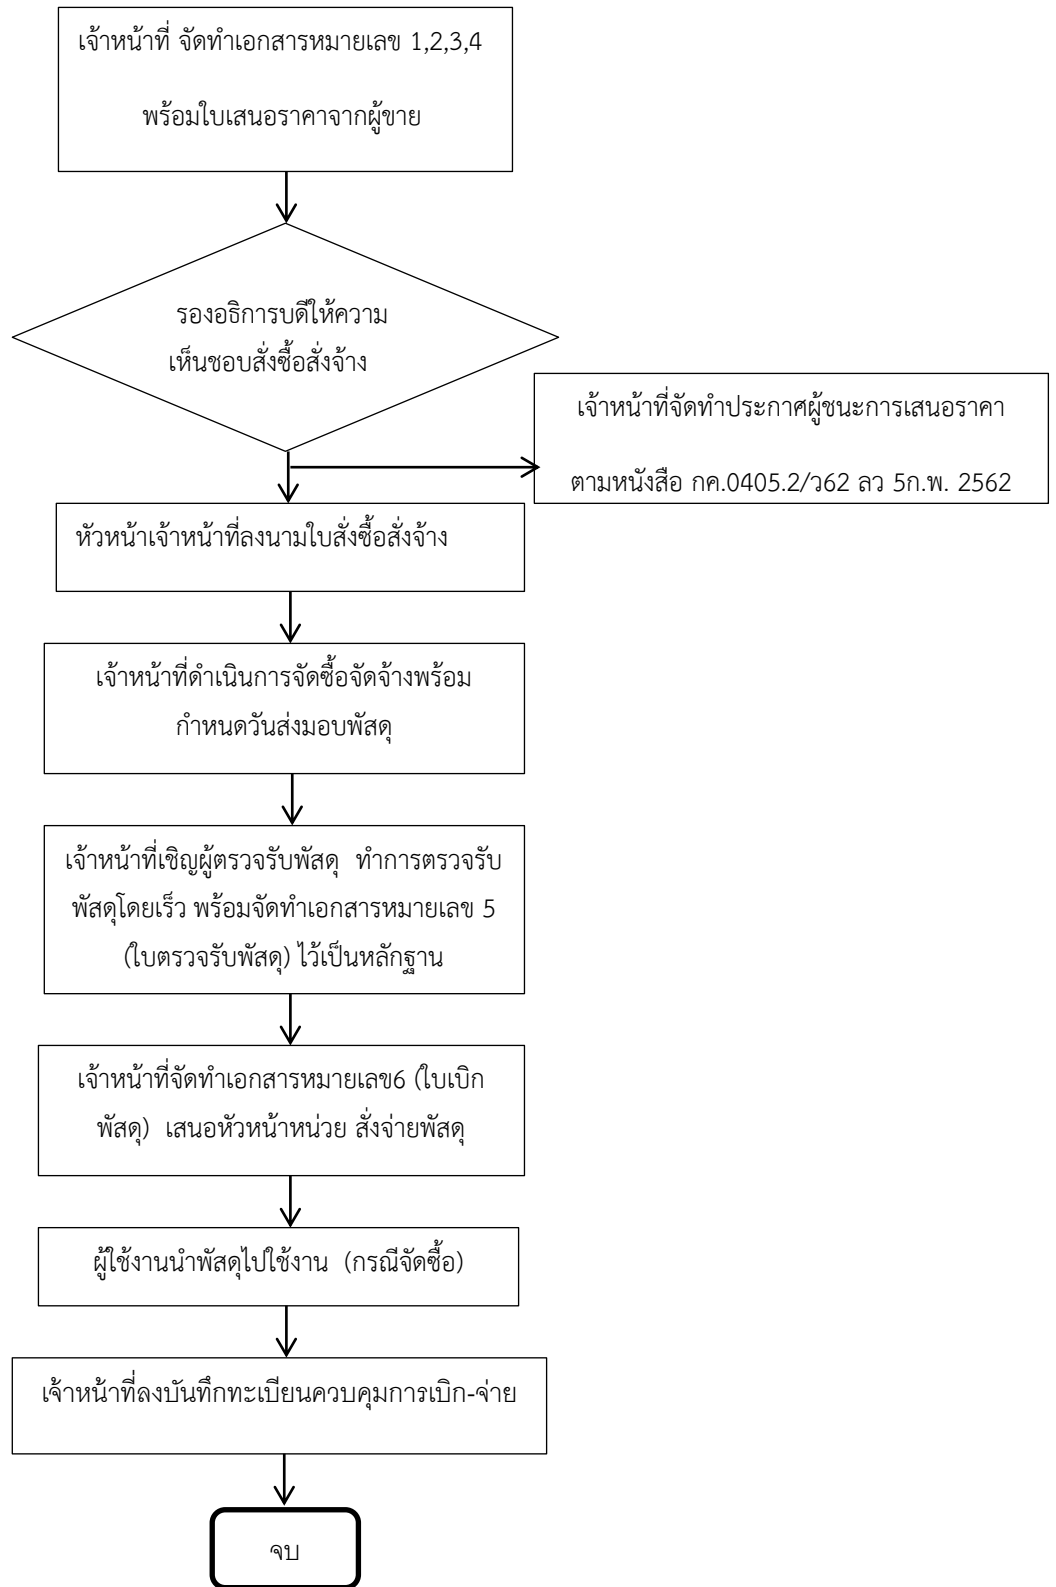 เจ้าหน้าที่ จัดทำเอกสารหมายเลข 1,2,3,4
พร้อมใบเสนอราคาจากผู้ขาย
รองอธิการบดีให้ความ
เห็นชอบสั่งซื้อสั่งจ้าง
เจ้าหน้าที่จัดทำประกาศผู้ชนะการเสนอราคา
ตามหนังสือ กค.0405.2/ว62 ลว 5ก.พ. 2562
หัวหน้าเจ้าหน้าที่ลงนามใบสั่งซื้อสั่งจ้าง
เจ้าหน้าที่ดำเนินการจัดซื้อจัดจ้างพร้อม
กำหนดวันส่งมอบพัสดุ
เจ้าหน้าที่เชิญผู้ตรวจรับพัสดุ ทำการตรวจรับ
พัสดุโดยเร็ว พร้อมจัดทำเอกสารหมายเลข 5
(ใบตรวจรับพัสดุ) ไว้เป็นหลักฐาน
เจ้าหน้าที่จัดทำเอกสารหมายเลข6 (ใบเบิก
พัสดุ) เสนอหัวหน้าหน่วย สั่งจ่ายพัสดุ
ผู้ใช้งานนำพัสดุไปใช้งาน (กรณีจัดซื้อ)
เจ้าหน้าที่ลงบันทึกทะเบียนควบคุมการเบิก-จ่าย
จบ